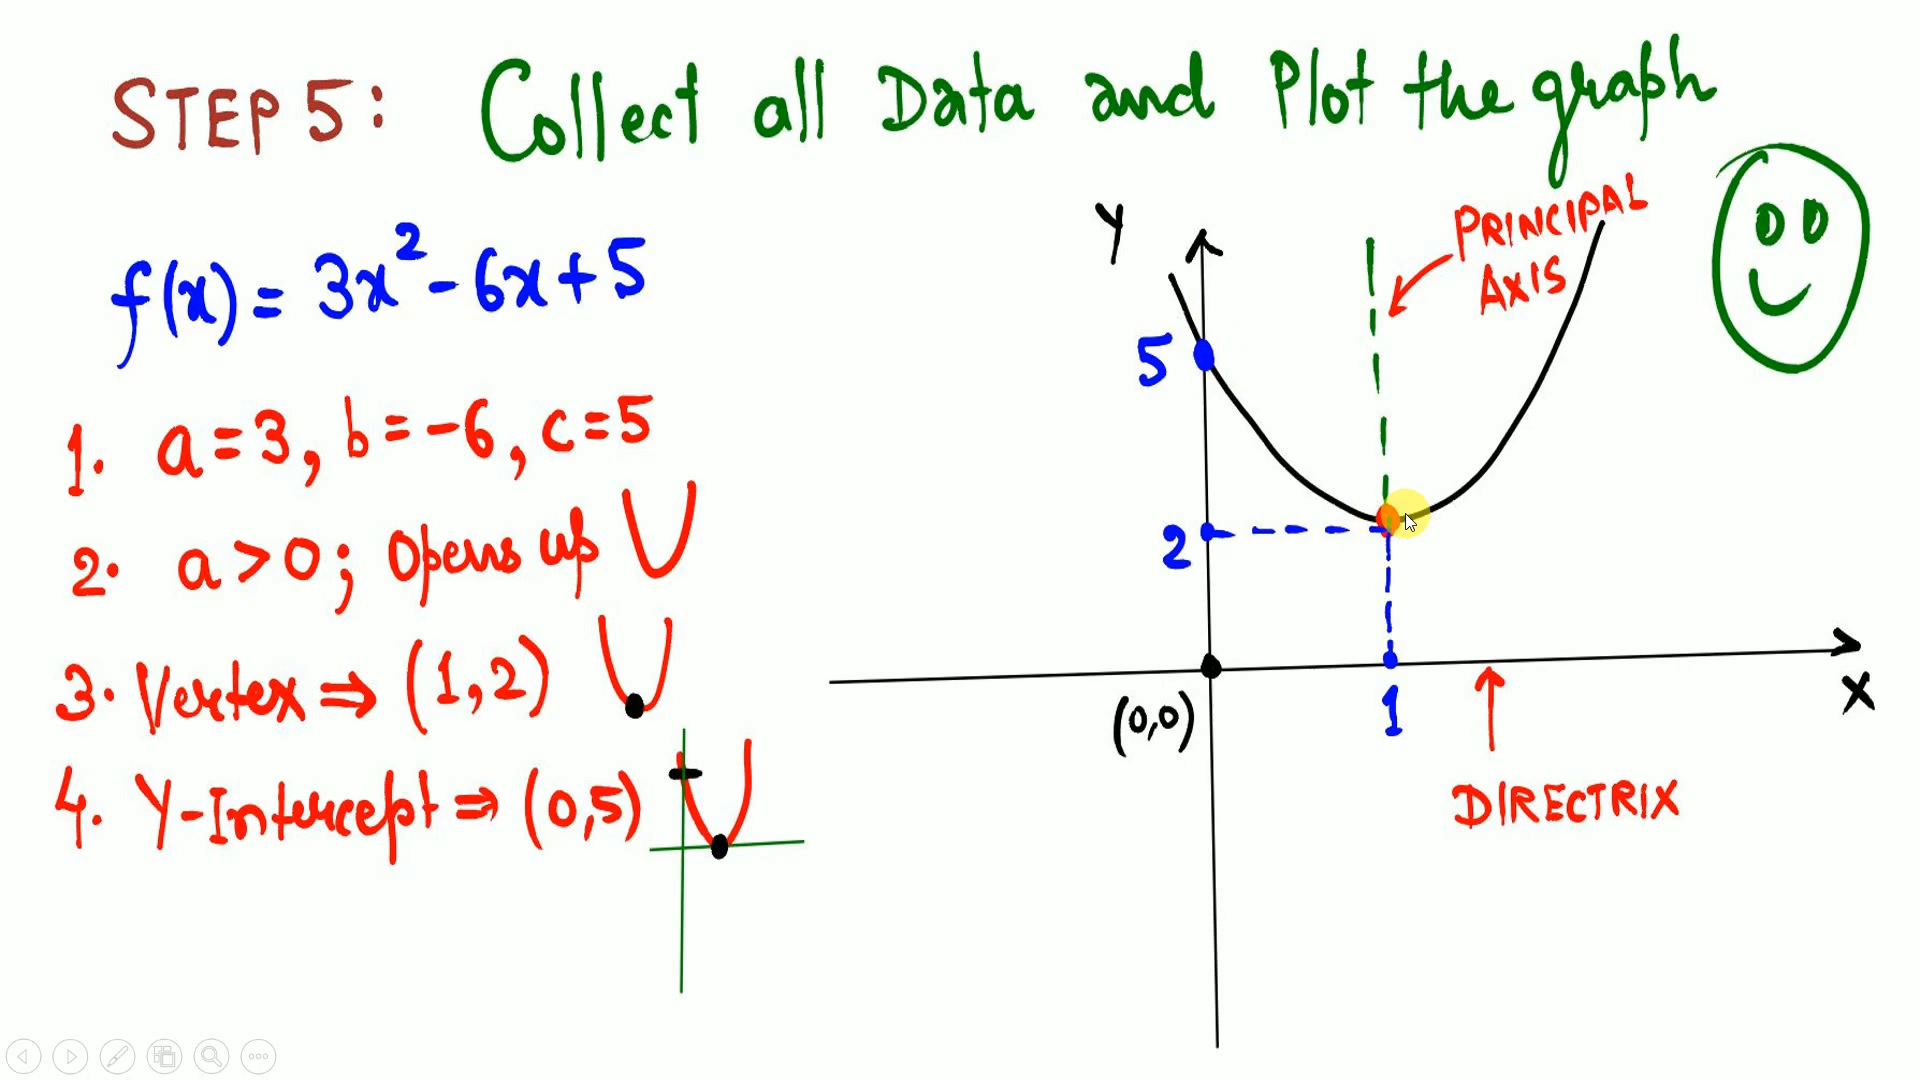 STEP 5: Collect all Data and Plot the graph
f(x) = 3x² - 6x + 5
1. a = 3, b = -6, c = 5
2. a > 0; Opens up
3. Vertex ⇒ (1,2)
4. Y-Intercept ⇒ (0,5)
Y
PRINCIPAL
AXIS
5
2
(0,0)
1
X
DIRECTRIX